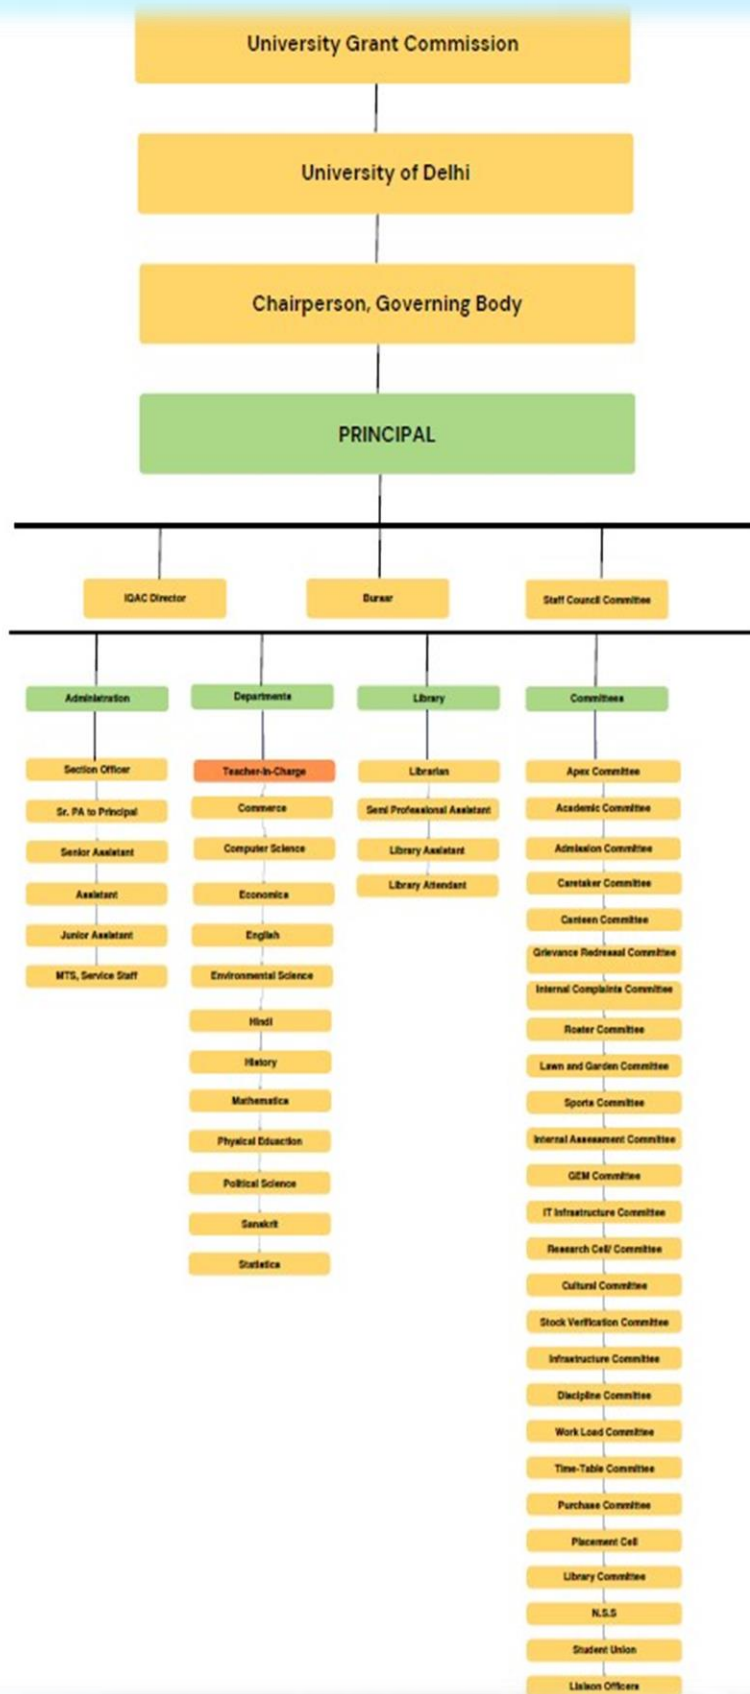 University Grant Commission
University of Delhi
Chairperson, Governing Body
PRINCIPAL
IQAC Director
Bursar
Staff Council Committee
Administration
Departments
Library
Committees
Section Officer
Sr. PA to Principal
Senior Assistant
Assistant
Junior Assistant
MTS, Service Staff
Teacher-In-Charge
Commerce
Computer Science
Economics
English
Environmental Science
Hindi
History
Mathematics
Physical Eduaction
Political Science
Sanskrit
Statistics
Librarian
Semi Professional Assistant
Library Assistant
Library Attendant
Apex Committee
Academic Committee
Admission Committee
Caretaker Committee
Canteen Committee
Grievance Redressal Committee
Internal Complaints Committee
Roster Committee
Lawn and Garden Committee
Sports Committee
Internal Assessment Committee
GEM Committee
IT Infrastructure Committee
Research Cell/ Committee
Cultural Committee
Stock Verification Committee
Infrastructure Committee
Discipline Committee
Work Load Committee
Time-Table Committee
Purchase Committee
Placement Cell
Library Committee
N.S.S
Student Union
Liaison Officers